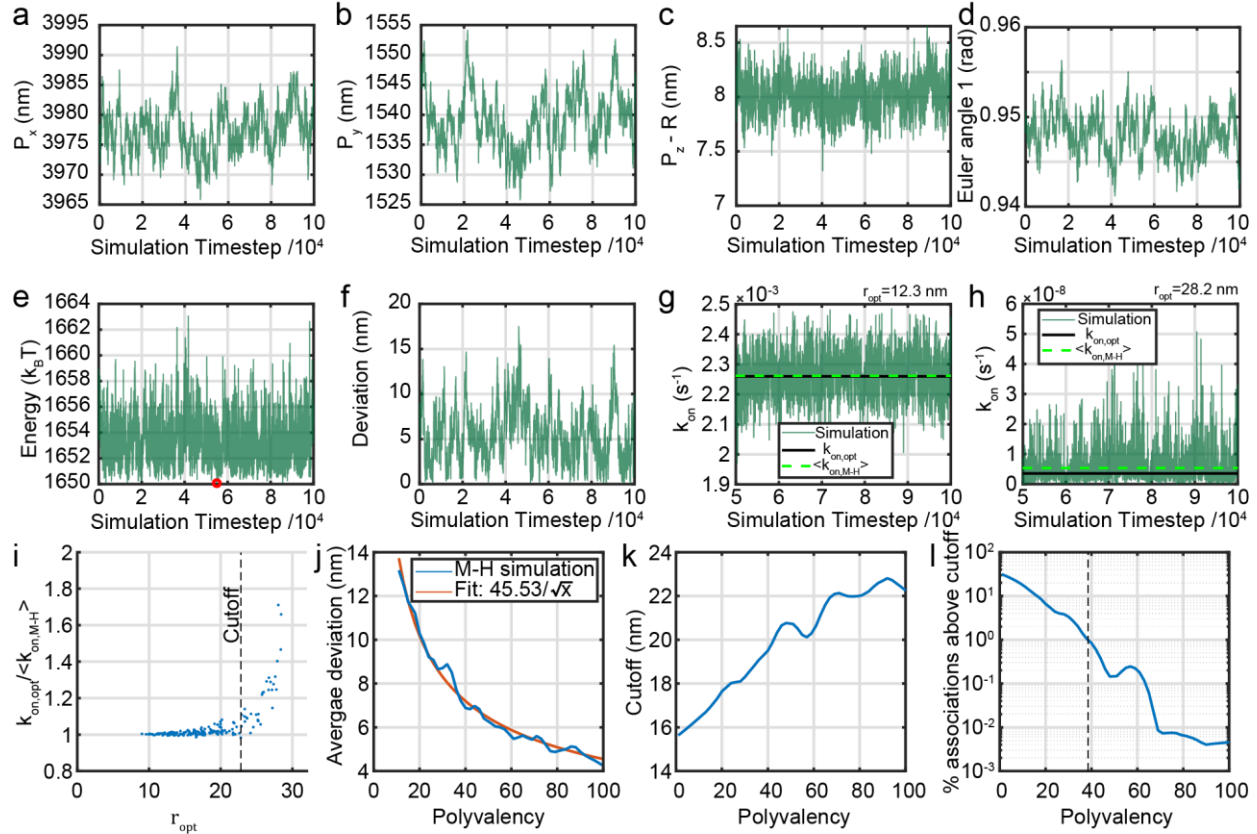 a
3995
3990
3985
3980
3975
3970
3965
P_x (nm)
0 2 4 6 8 10
Simulation Timestep /10^4
b
1555
1550
1545
1540
1535
1530
1525
P_y (nm)
0 2 4 6 8 10
Simulation Timestep /10^4
c
8.5
8
7.5
7
P_z - R (nm)
0 2 4 6 8 10
Simulation Timestep /10^4
d
0.96
0.95
0.94
Euler angle 1 (rad)
0 2 4 6 8 10
Simulation Timestep /10^4
e
1664
1662
1660
1658
1656
1654
1652
1650
Energy (k_BT)
0 2 4 6 8 10
Simulation Timestep /10^4
f
20
15
10
5
0
Deviation (nm)
0 2 4 6 8 10
Simulation Timestep /10^4
g
×10^-3
r_opt=12.3 nm
2.5
2.4
2.3
2.2
2.1
2
1.9
k_on (s^-1)
Simulation
k_on,opt
<k_on,M-H>
5 6 7 8 9 10
Simulation Timestep /10^4
h
×10^-8
r_opt=28.2 nm
6
5
4
3
2
1
0
k_on (s^-1)
Simulation
k_on,opt
<k_on,M-H>
5 6 7 8 9 10
Simulation Timestep /10^4
i
2
1.8
1.6
1.4
1.2
1
0.8
k_on,opt/<k_on,M-H>
Cutoff
0 10 20 30
r_opt
j
14
12
10
8
6
4
Avergae deviation (nm)
M-H simulation
Fit: 45.53/√x
0 20 40 60 80 100
Polyvalency
k
24
22
20
18
16
14
Cutoff (nm)
0 20 40 60 80 100
Polyvalency
l
10^2
10^1
10^0
10^-1
10^-2
10^-3
% associations above cutoff
0 20 40 60 80 100
Polyvalency